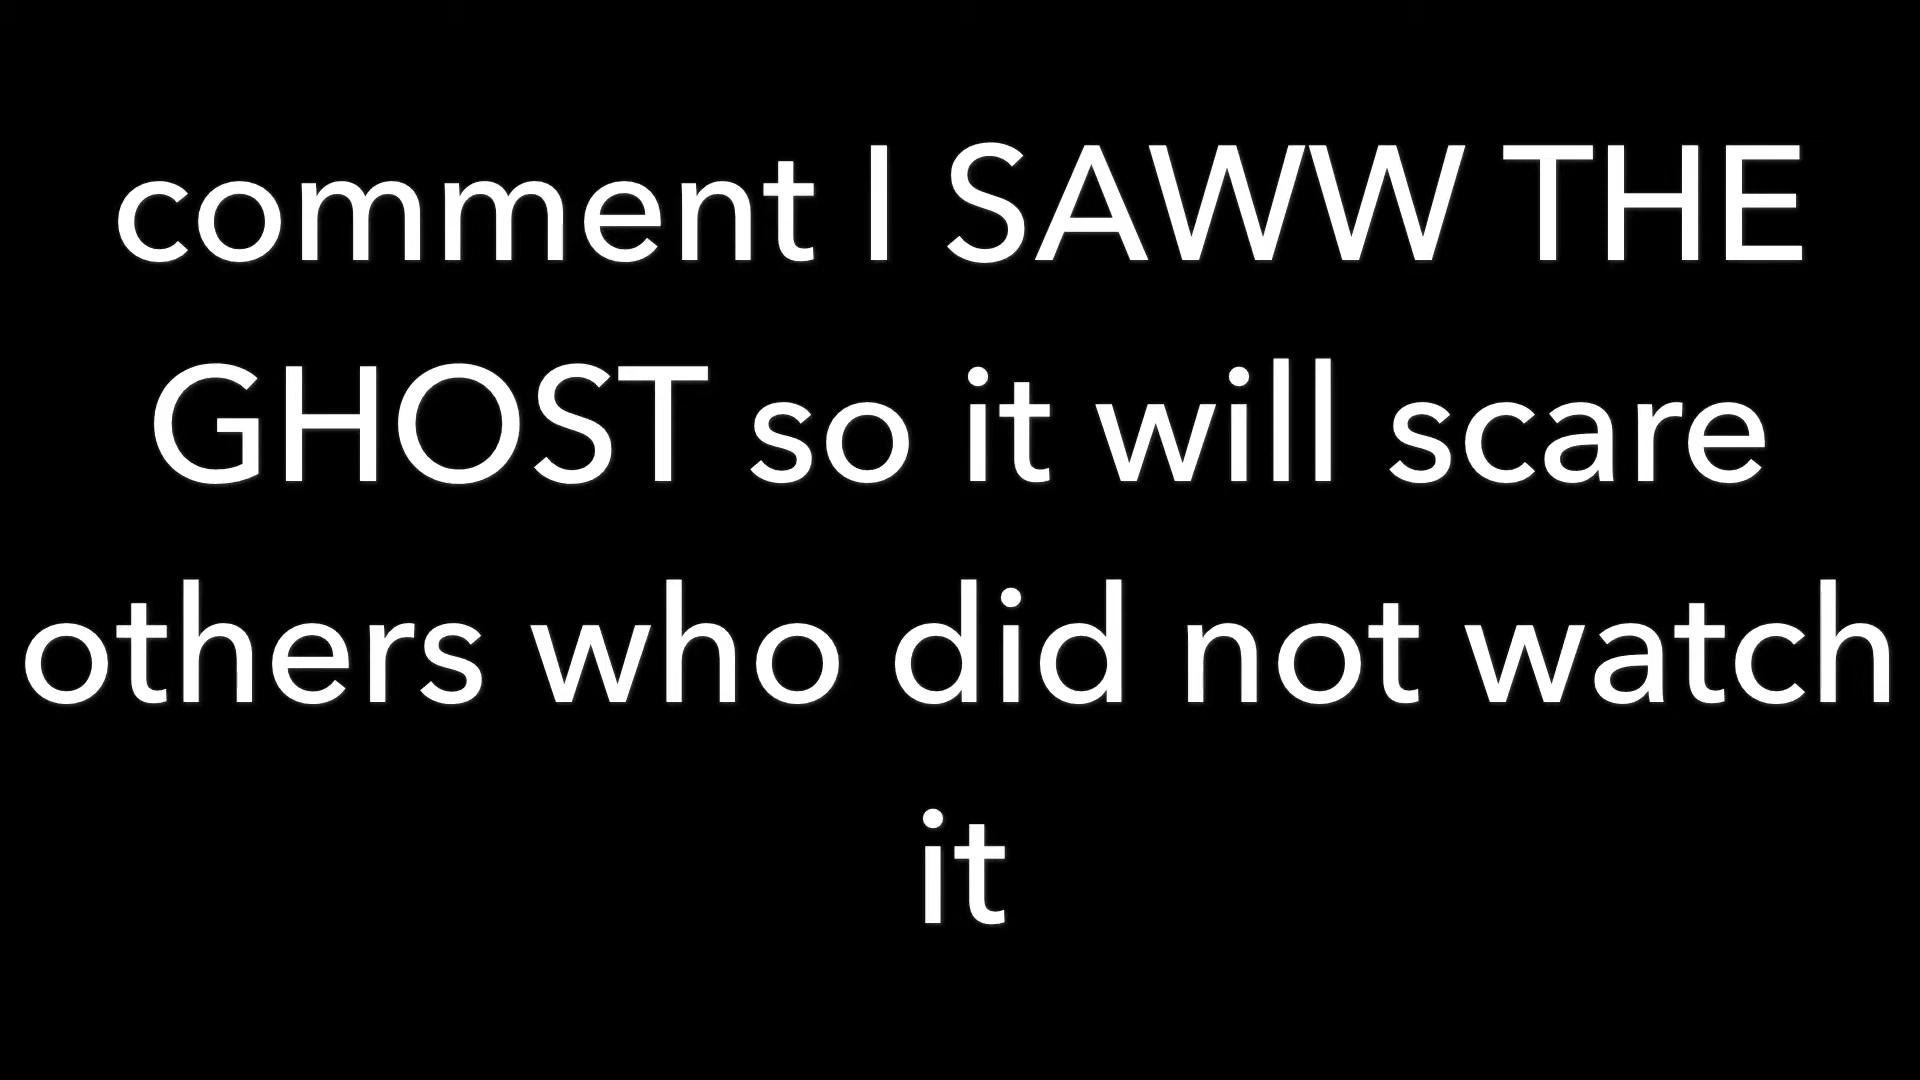 comment I SAWW THE
GHOST so it will scare
others who did not watch
it